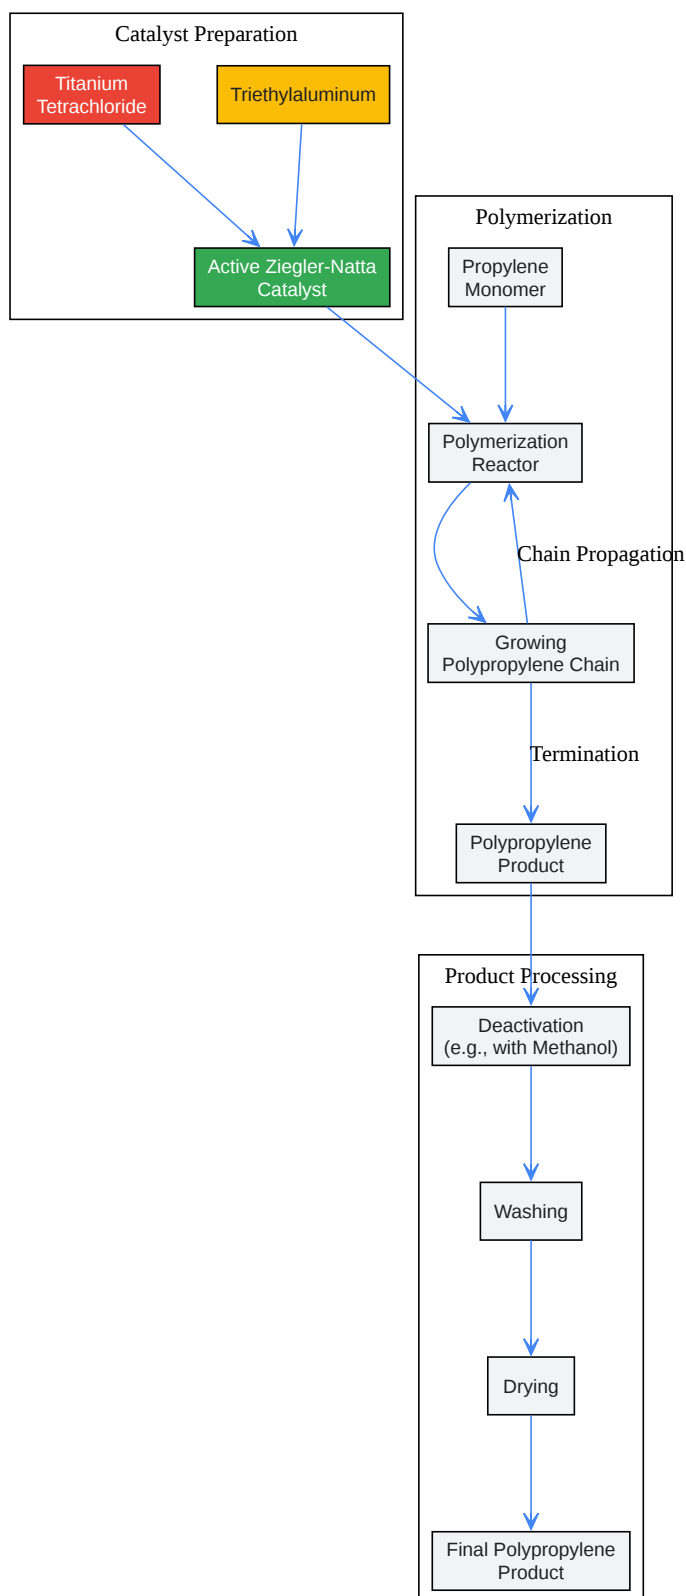 Catalyst Preparation
Titanium
Tetrachloride
Triethylaluminum
Active Ziegler-Natta
Catalyst
Polymerization
Propylene
Monomer
Polymerization
Reactor
Chain Propagation
Growing
Polypropylene Chain
Termination
Polypropylene
Product
Product Processing
Deactivation
(e.g., with Methanol)
Washing
Drying
Final Polypropylene
Product